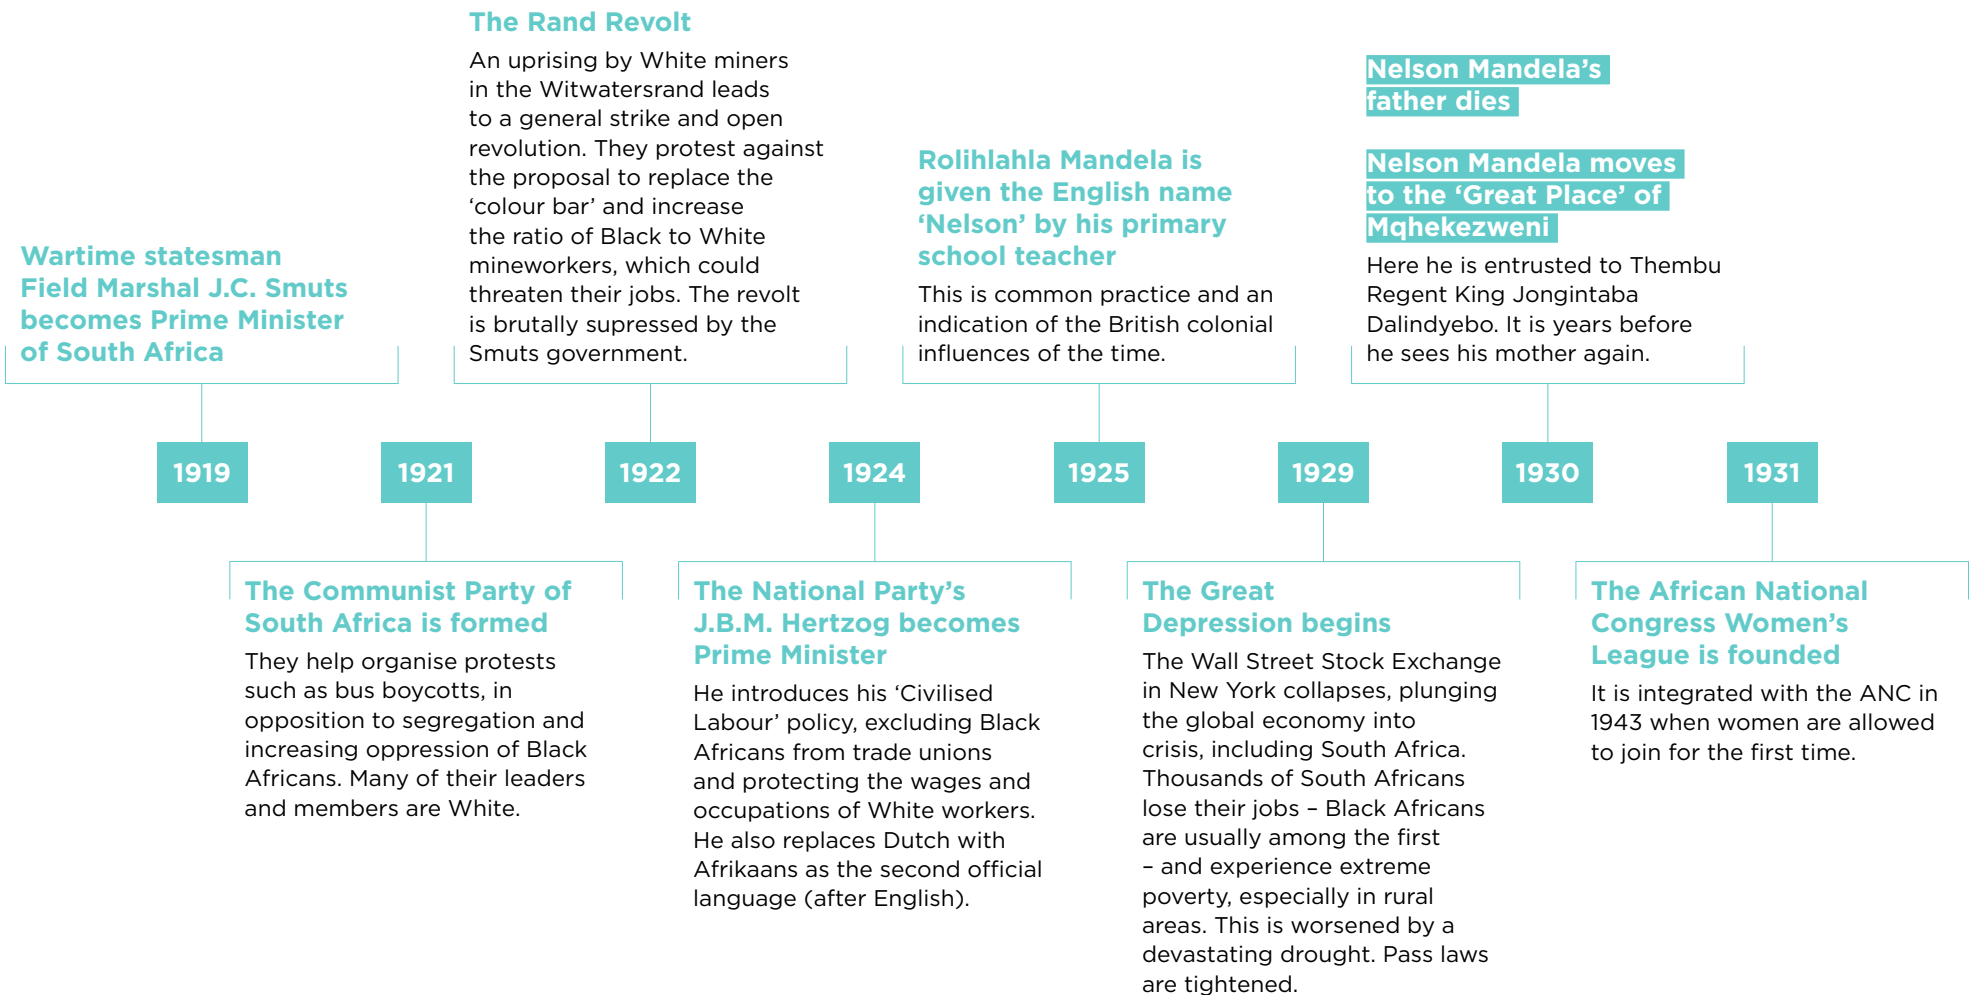 Wartime statesman
Field Marshal J.C. Smuts
becomes Prime Minister
of South Africa
1919
The Communist Party of
South Africa is formed
They help organise protests
such as bus boycotts, in
opposition to segregation and
increasing oppression of Black
Africans. Many of their leaders
and members are White.
1921
The Rand Revolt
An uprising by White miners
in the Witwatersrand leads
to a general strike and open
revolution. They protest against
the proposal to replace the
‘colour bar’ and increase
the ratio of Black to White
mineworkers, which could
threaten their jobs. The revolt
is brutally supressed by the
Smuts government.
1922
1924
The National Party’s
J.B.M. Hertzog becomes
Prime Minister
He introduces his ‘Civilised
Labour’ policy, excluding Black
Africans from trade unions
and protecting the wages and
occupations of White workers.
He also replaces Dutch with
Afrikaans as the second official
language (after English).
Rolihlahla Mandela is
given the English name
‘Nelson’ by his primary
school teacher
This is common practice and an
indication of the British colonial
influences of the time.
1925
1929
The Great
Depression begins
The Wall Street Stock Exchange
in New York collapses, plunging
the global economy into
crisis, including South Africa.
Thousands of South Africans
lose their jobs – Black Africans
are usually among the first
– and experience extreme
poverty, especially in rural
areas. This is worsened by a
devastating drought. Pass laws
are tightened.
Nelson Mandela’s
father dies
Nelson Mandela moves
to the ‘Great Place’ of
Mqhekezweni
Here he is entrusted to Thembu
Regent King Jongintaba
Dalindyebo. It is years before
he sees his mother again.
1930
1931
The African National
Congress Women’s
League is founded
It is integrated with the ANC in
1943 when women are allowed
to join for the first time.